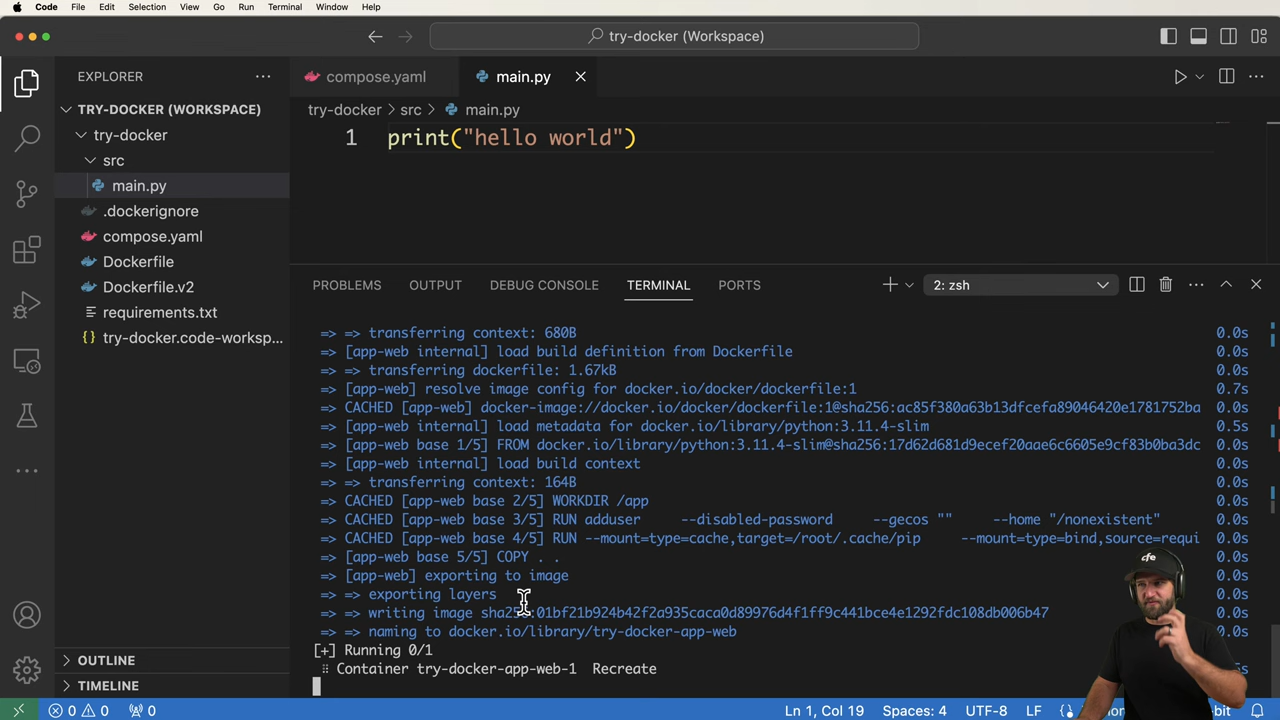 Code File Edit Selection View Go Run Terminal Window Help
try-docker (Workspace)
EXPLORER
compose.yaml main.py
TRY-DOCKER (WORKSPACE)
try-docker > src > main.py
try-docker
1 print("hello world")
src
main.py
.dockerignore
compose.yaml
Dockerfile
Dockerfile.v2
requirements.txt
try-docker.code-worksp...
PROBLEMS OUTPUT DEBUG CONSOLE TERMINAL PORTS 2: zsh
=> => transferring context: 680B 0.0s
=> [app-web internal] load build definition from Dockerfile 0.0s
=> => transferring dockerfile: 1.67kB 0.0s
=> [app-web] resolve image config for docker.io/docker/dockerfile:1 0.7s
=> CACHED [app-web] docker-image://docker.io/docker/dockerfile:1@sha256:ac85f380a63b13dfcefa89046420e1781752ba 0.0s
=> [app-web internal] load metadata for docker.io/library/python:3.11.4-slim 0.5s
=> [app-web base 1/5] FROM docker.io/library/python:3.11.4-slim@sha256:17d62d681d9ecef20aae6c6605e9cf83b0ba3dc 0.0s
=> [app-web internal] load build context 0.0s
=> => transferring context: 164B 0.0s
=> CACHED [app-web base 2/5] WORKDIR /app 0.0s
=> CACHED [app-web base 3/5] RUN adduser --disabled-password --gecos "" --home "/nonexistent" 0.0s
=> CACHED [app-web base 4/5] RUN --mount=type=cache,target=/root/.cache/pip --mount=type=bind,source=requi 0.0s
=> [app-web base 5/5] COPY . . 0.0s
=> [app-web] exporting to image 0.0s
=> => exporting layers 0.0s
=> => writing image sha256:01bf21b924b42f2a935caca0d89976d4f1ff9c441bce4e1292fdc108db006b47 0.0s
=> => naming to docker.io/library/try-docker-app-web 0.0s
[+] Running 0/1
Container try-docker-app-web-1 Recreate
cfe
OUTLINE
TIMELINE
0 0 0 Ln 1, Col 19 Spaces: 4 UTF-8 LF